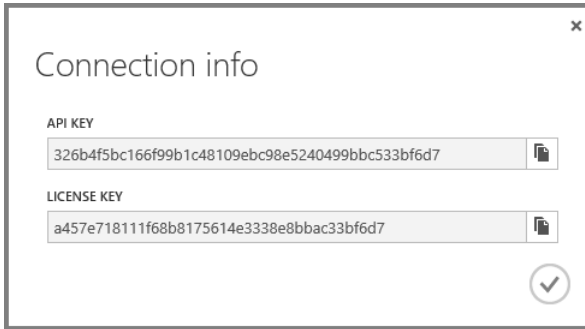 Connection info
API KEY
326b4f5bc166f99b1c48109ebc98e5240499bbc533bf6d7
LICENSE KEY
a457e718111f68b8175614e3338e8bbac33bf6d7